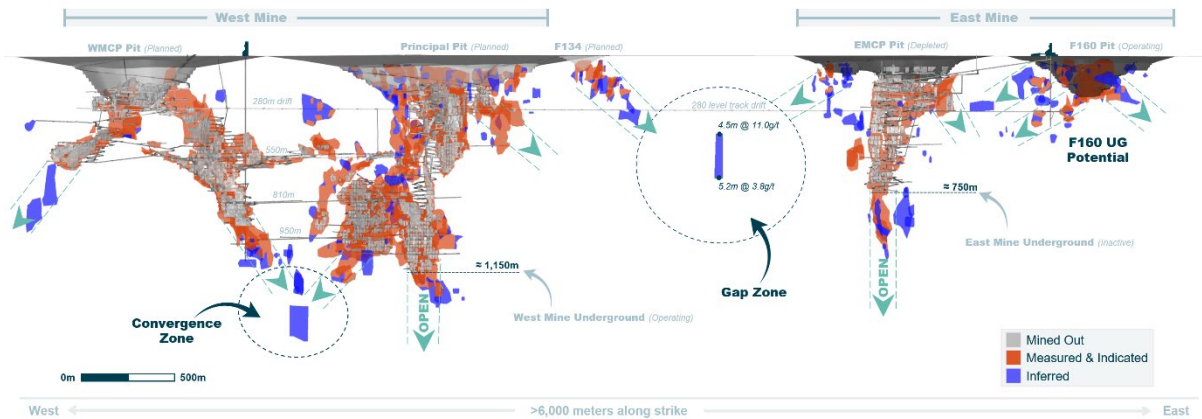 West Mine
East Mine
WMCP Pit (Planned)
Principal Pit (Planned)
F134 (Planned)
EMCP Pit (Depleted)
F160 Pit (Operating)
280m drift
280 level track drift
4.5m @ 11.0g/t
5.2m @ 3.8g/t
F160 UG
Potential
550m
810m
950m
≈ 750m
East Mine Underground (Inactive)
≈ 1,150m
West Mine Underground (Operating)
OPEN
OPEN
Gap Zone
Convergence
Zone
Mined Out
Measured & Indicated
Inferred
0m
500m
West
>6,000 meters along strike
East